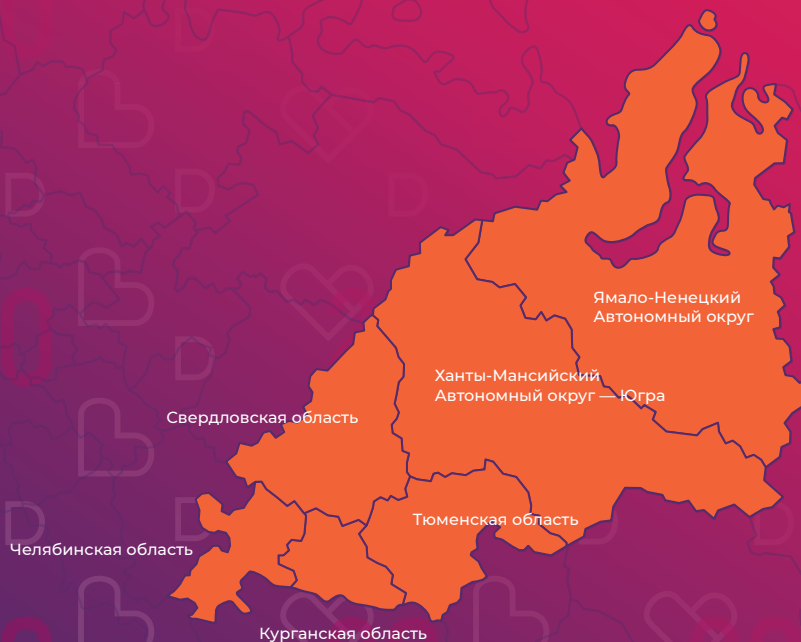 Ямало-Ненецкий
Автономный округ
Ханты-Мансийский
Автономный округ — Югра
Свердловская область
Тюменская область
Челябинская область
Курганская область